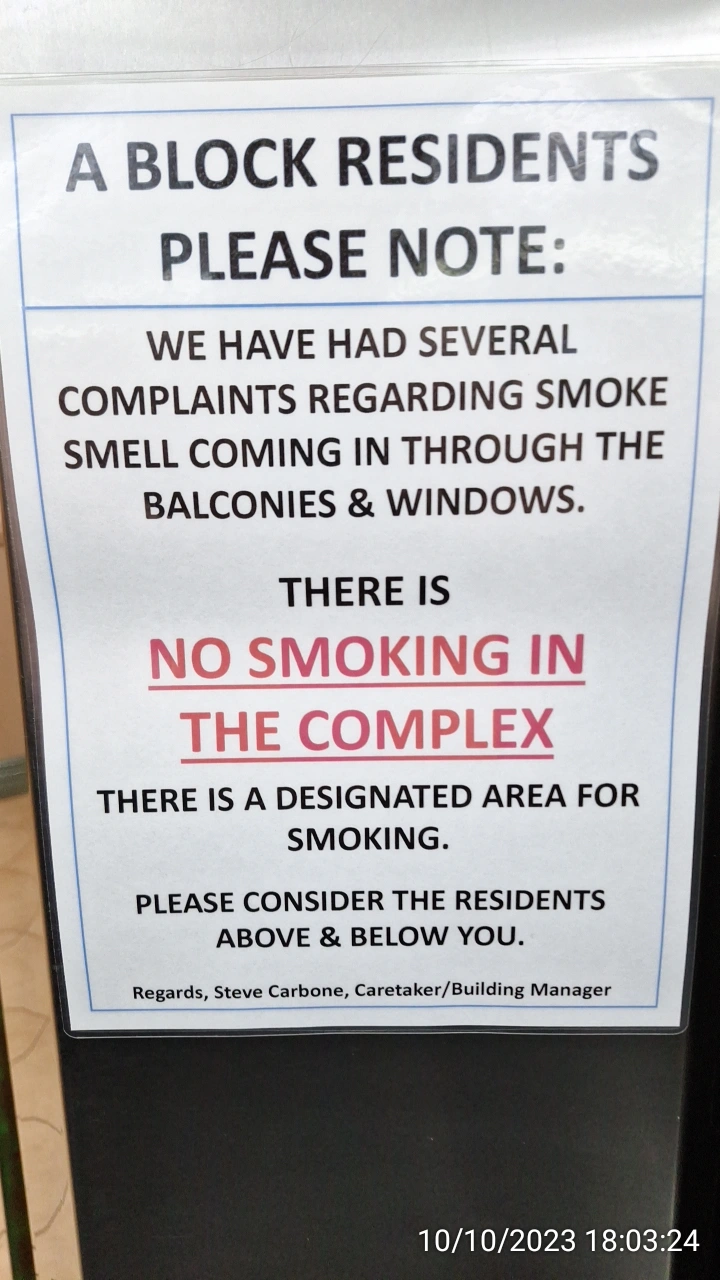 A BLOCK RESIDENTS
PLEASE NOTE:
WE HAVE HAD SEVERAL
COMPLAINTS REGARDING SMOKE
SMELL COMING IN THROUGH THE
BALCONIES & WINDOWS.
THERE IS
NO SMOKING IN
THE COMPLEX
THERE IS A DESIGNATED AREA FOR
SMOKING.
PLEASE CONSIDER THE RESIDENTS
ABOVE & BELOW YOU.
Regards, Steve Carbone, Caretaker/Building Manager
10/10/2023 18:03:24